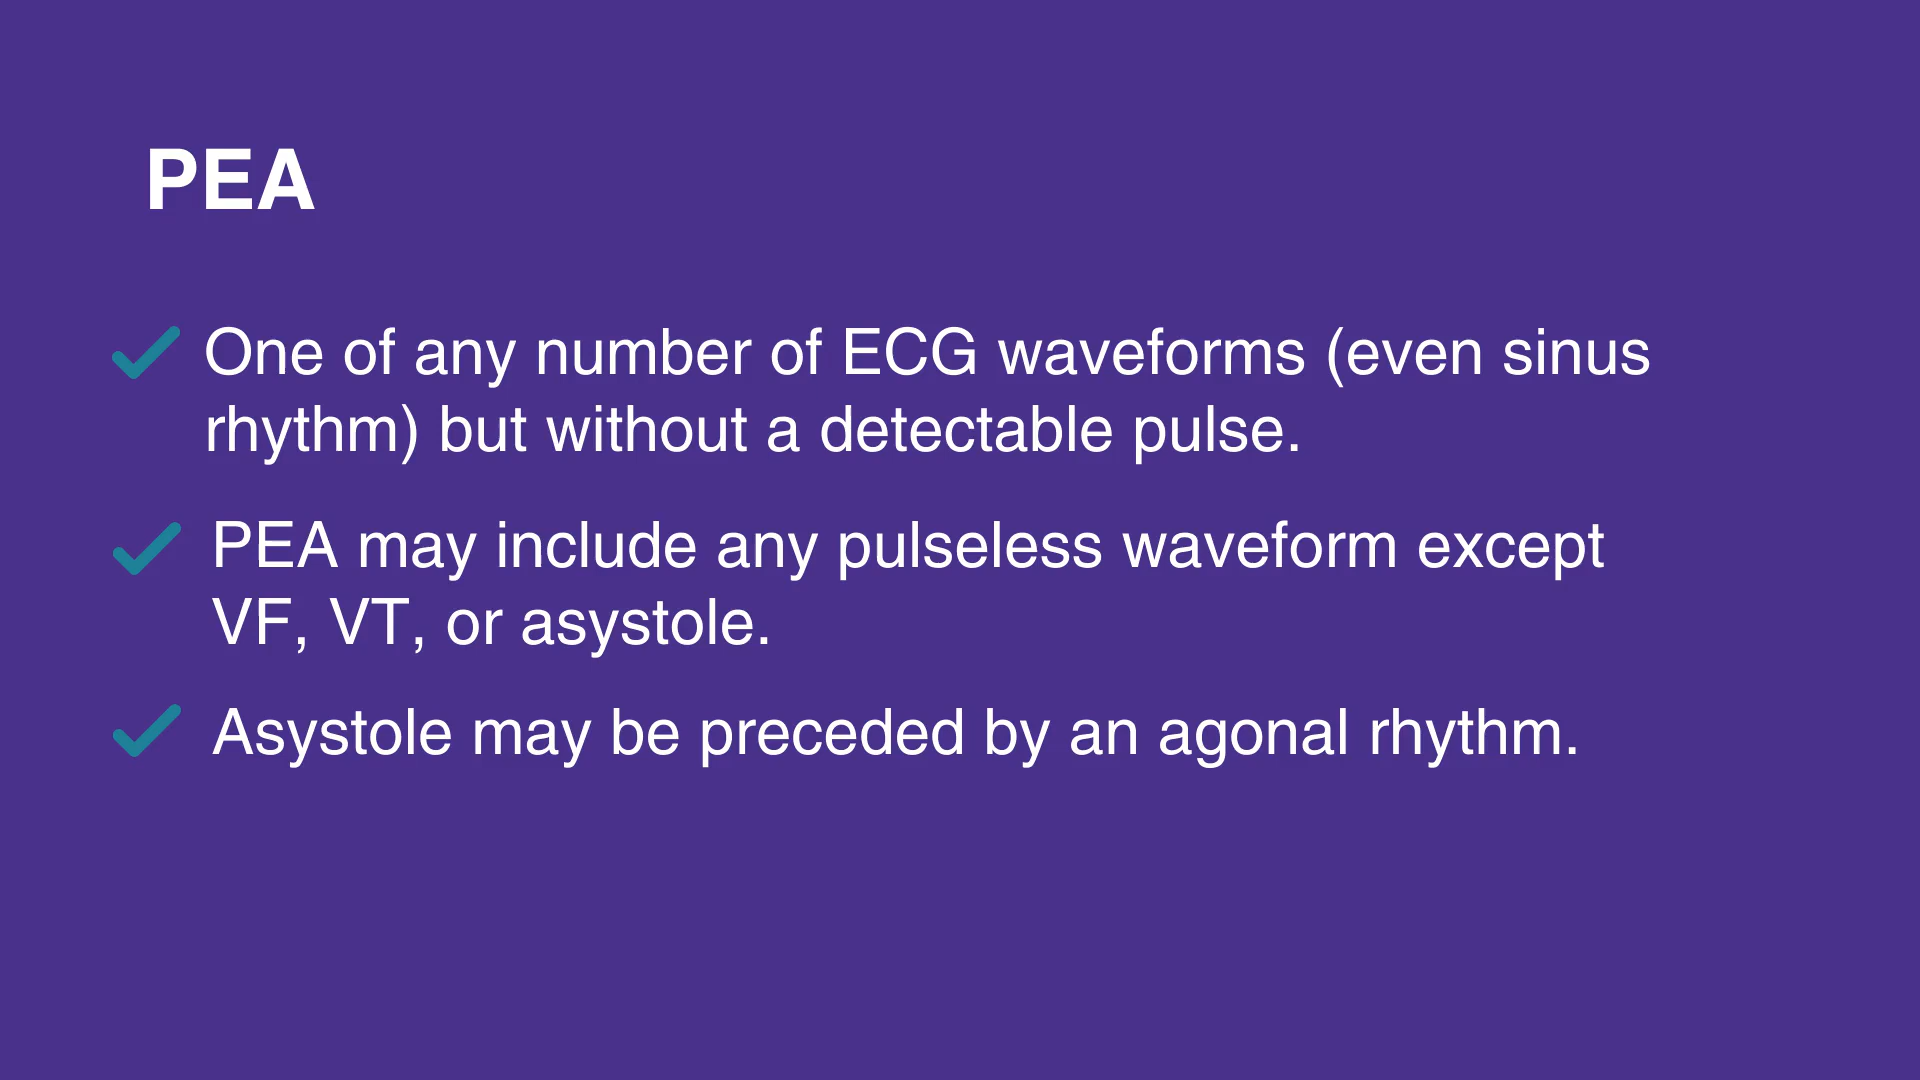 PEA
One of any number of ECG waveforms (even sinus
rhythm) but without a detectable pulse.
PEA may include any pulseless waveform except
VF, VT, or asystole.
Asystole may be preceded by an agonal rhythm.